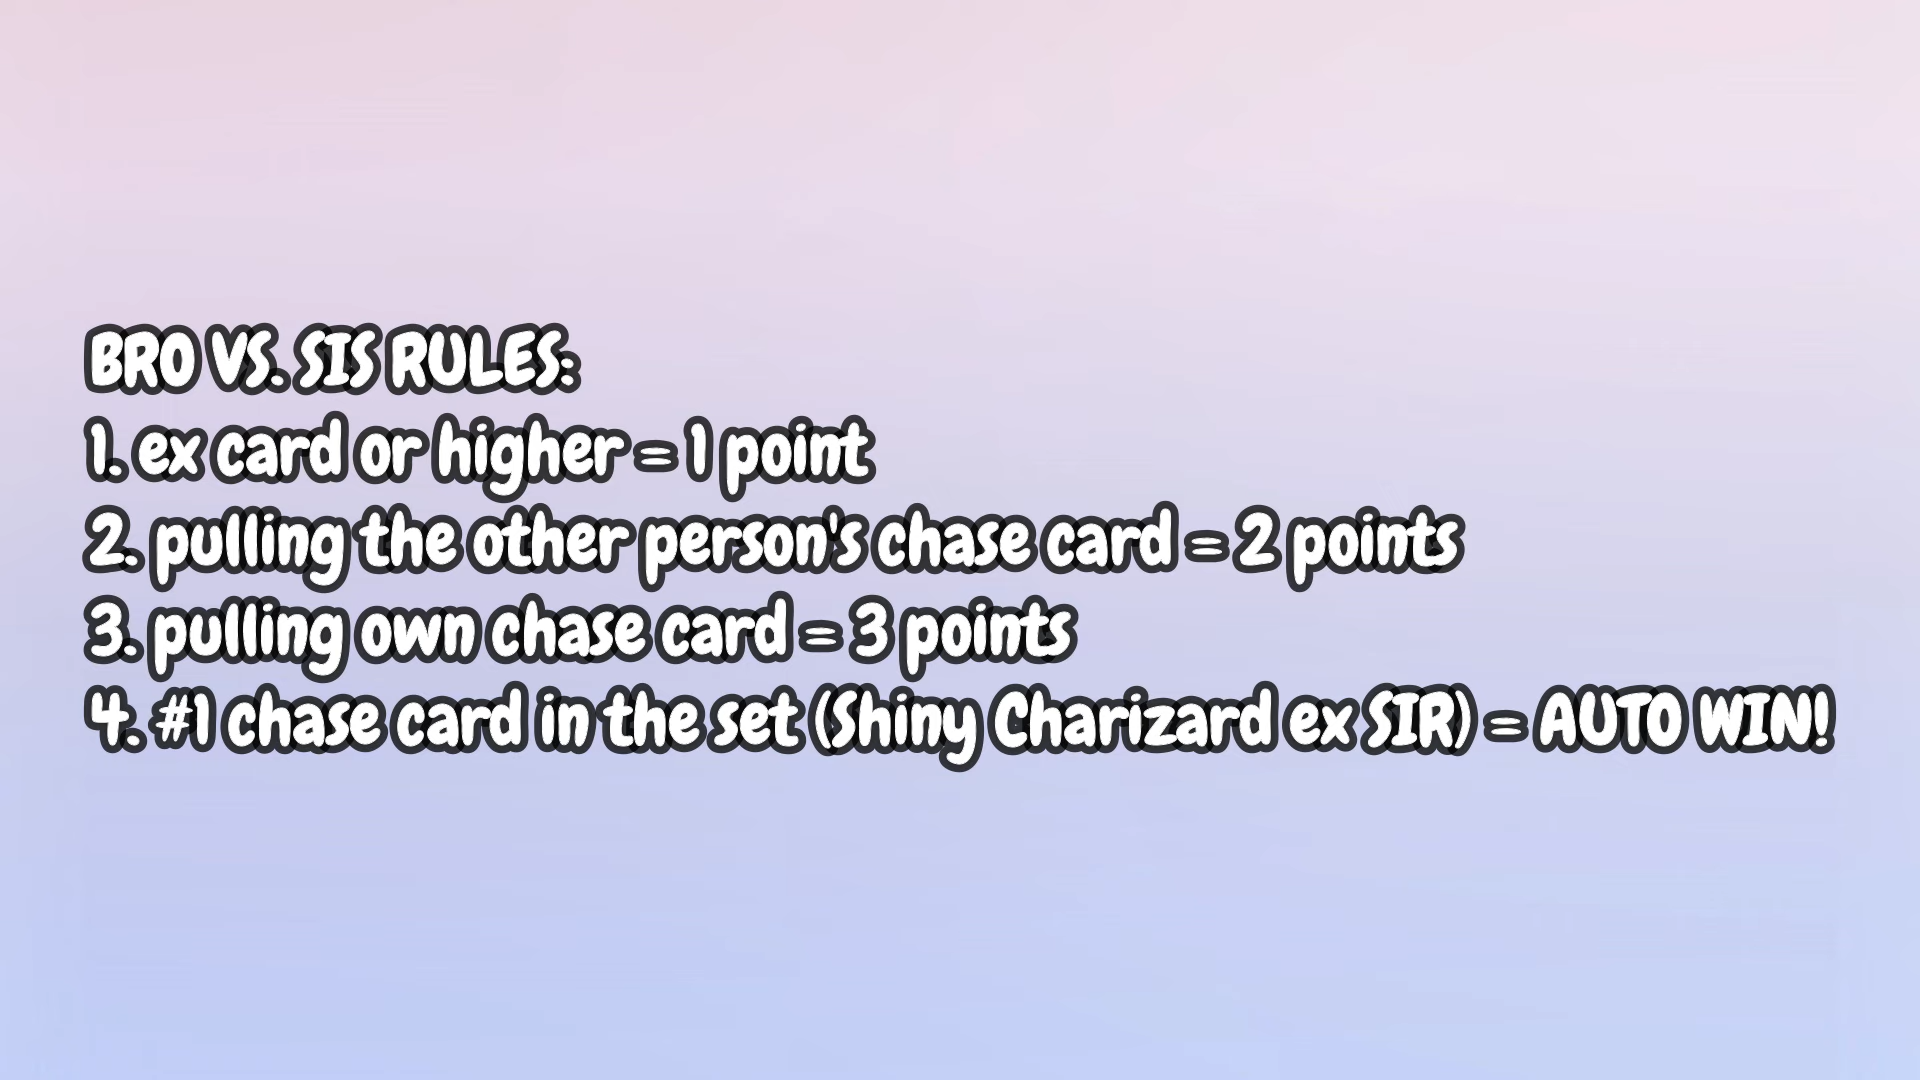 BRO VS. SIS RULES:
1. ex card or higher = 1 point
2. pulling the other person's chase card = 2 points
3. pulling own chase card = 3 points
4. #1 chase card in the set (Shiny Charizard ex SIR) = AUTO WIN!